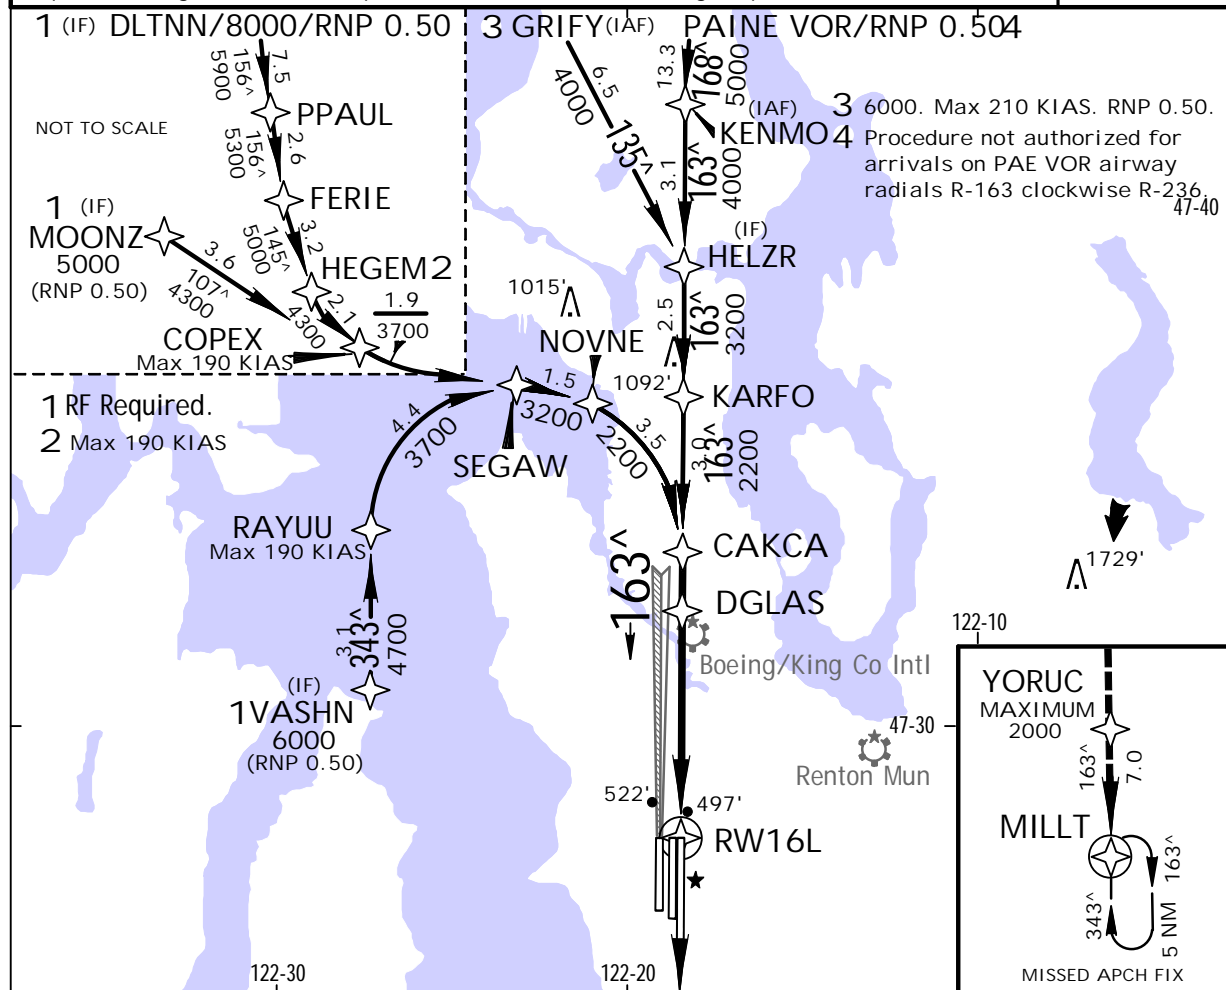 1 (IF) DLTNN/8000/RNP 0.50
7.5
156^
5900
PPAUL
NOT TO SCALE
2.6
156^
5300
FERIE
1 (IF)
MOONZ
5000
(RNP 0.50)
3.2
145^
5000
3.6
107^
4300
HEGEM2
2.1
4300
1.9
3700
COPEX
Max 190 KIAS
1 RF Required.
2 Max 190 KIAS
3 GRIFY (IAF)
PAINE VOR/RNP 0.504
6.5
4000
135^
13.3
168^
5000
(IAF)
KENMO
3 6000. Max 210 KIAS. RNP 0.50.
4 Procedure not authorized for
arrivals on PAE VOR airway
radials R-163 clockwise R-236.
47-40
3.1
163^
4000
(IF)
HELZR
1015'
2.5
163^
3200
NOVNE
1092'
KARFO
1.5
3200
4.4
3700
SEGAW
3.5
2200
3.0
163^
2200
RAYUU
Max 190 KIAS
CAKCA
163^
DGLAS
1729'
122-10
3.1
343^
4700
Boeing/King Co Intl
(IF)
1VASHN
6000
(RNP 0.50)
47-30
Renton Mun
522'
497'
RW16L
YORUC
MAXIMUM
2000
163^
7.0
MILLT
163^
343^
5 NM
MISSED APCH FIX
122-30
122-20